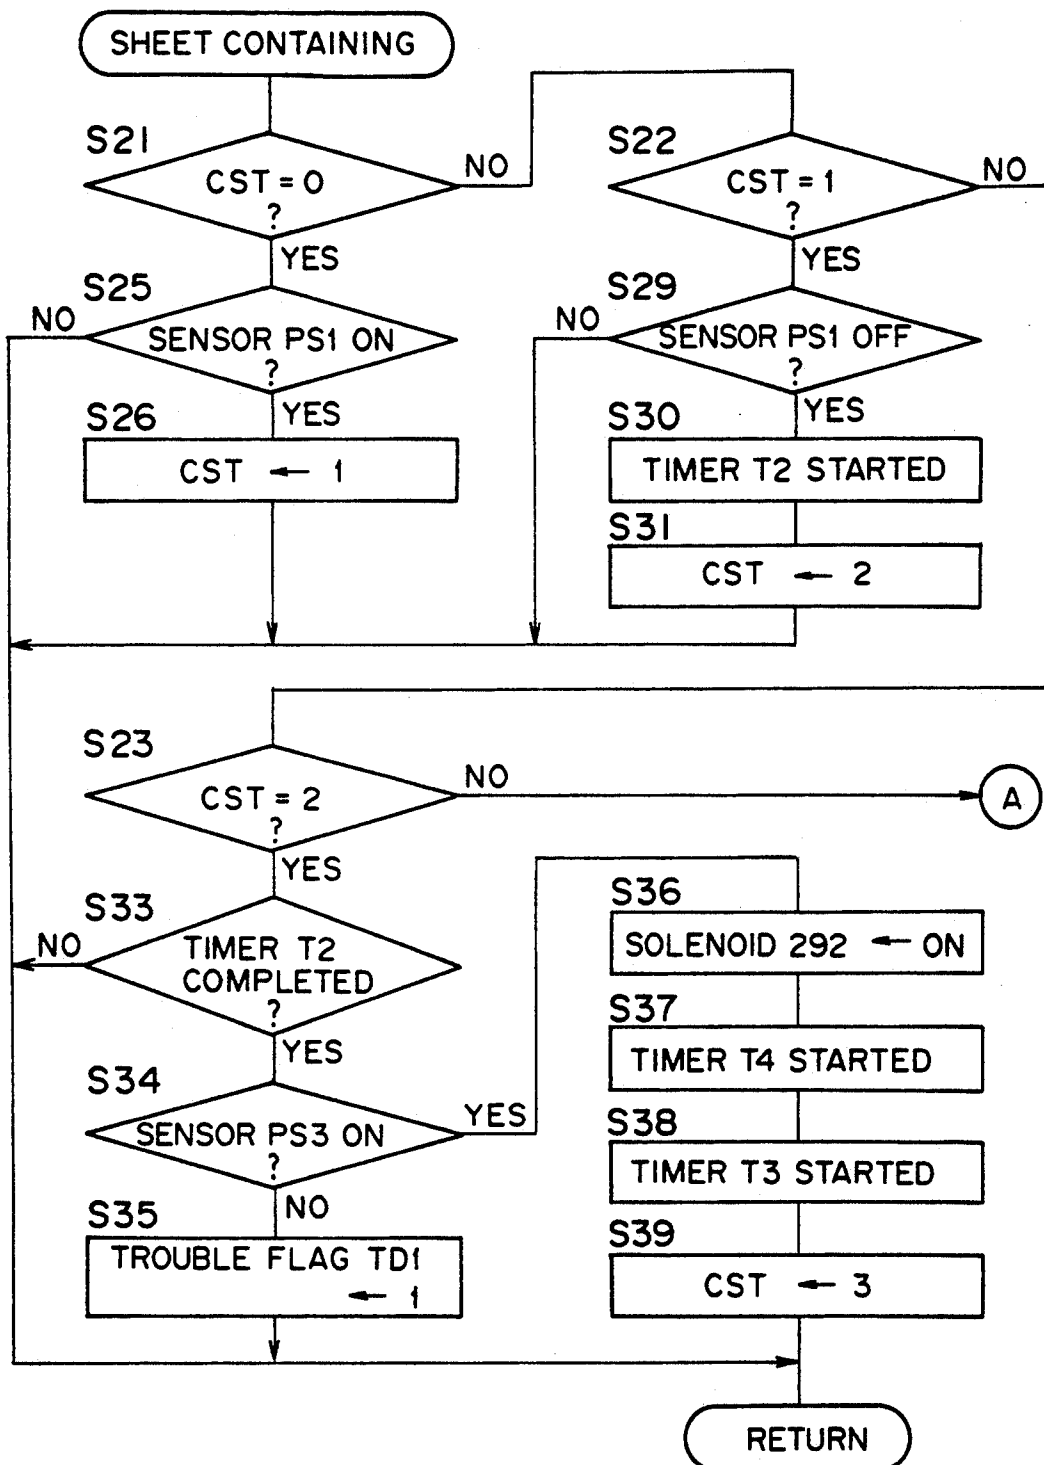 SHEET CONTAINING
S21
CST = 0
?
NO
YES
S22
CST = 1
?
NO
YES
S25
NO
SENSOR PS1 ON
?
YES
S26
CST ← 1
S29
NO
SENSOR PS1 OFF
?
YES
S30
TIMER T2 STARTED
S31
CST ← 2
S23
CST = 2
?
NO
A
YES
S33
NO
TIMER T2
COMPLETED
?
YES
S34
SENSOR PS3 ON
?
YES
NO
S35
TROUBLE FLAG TD1
← 1
S36
SOLENOID 292 ← ON
S37
TIMER T4 STARTED
S38
TIMER T3 STARTED
S39
CST ← 3
RETURN